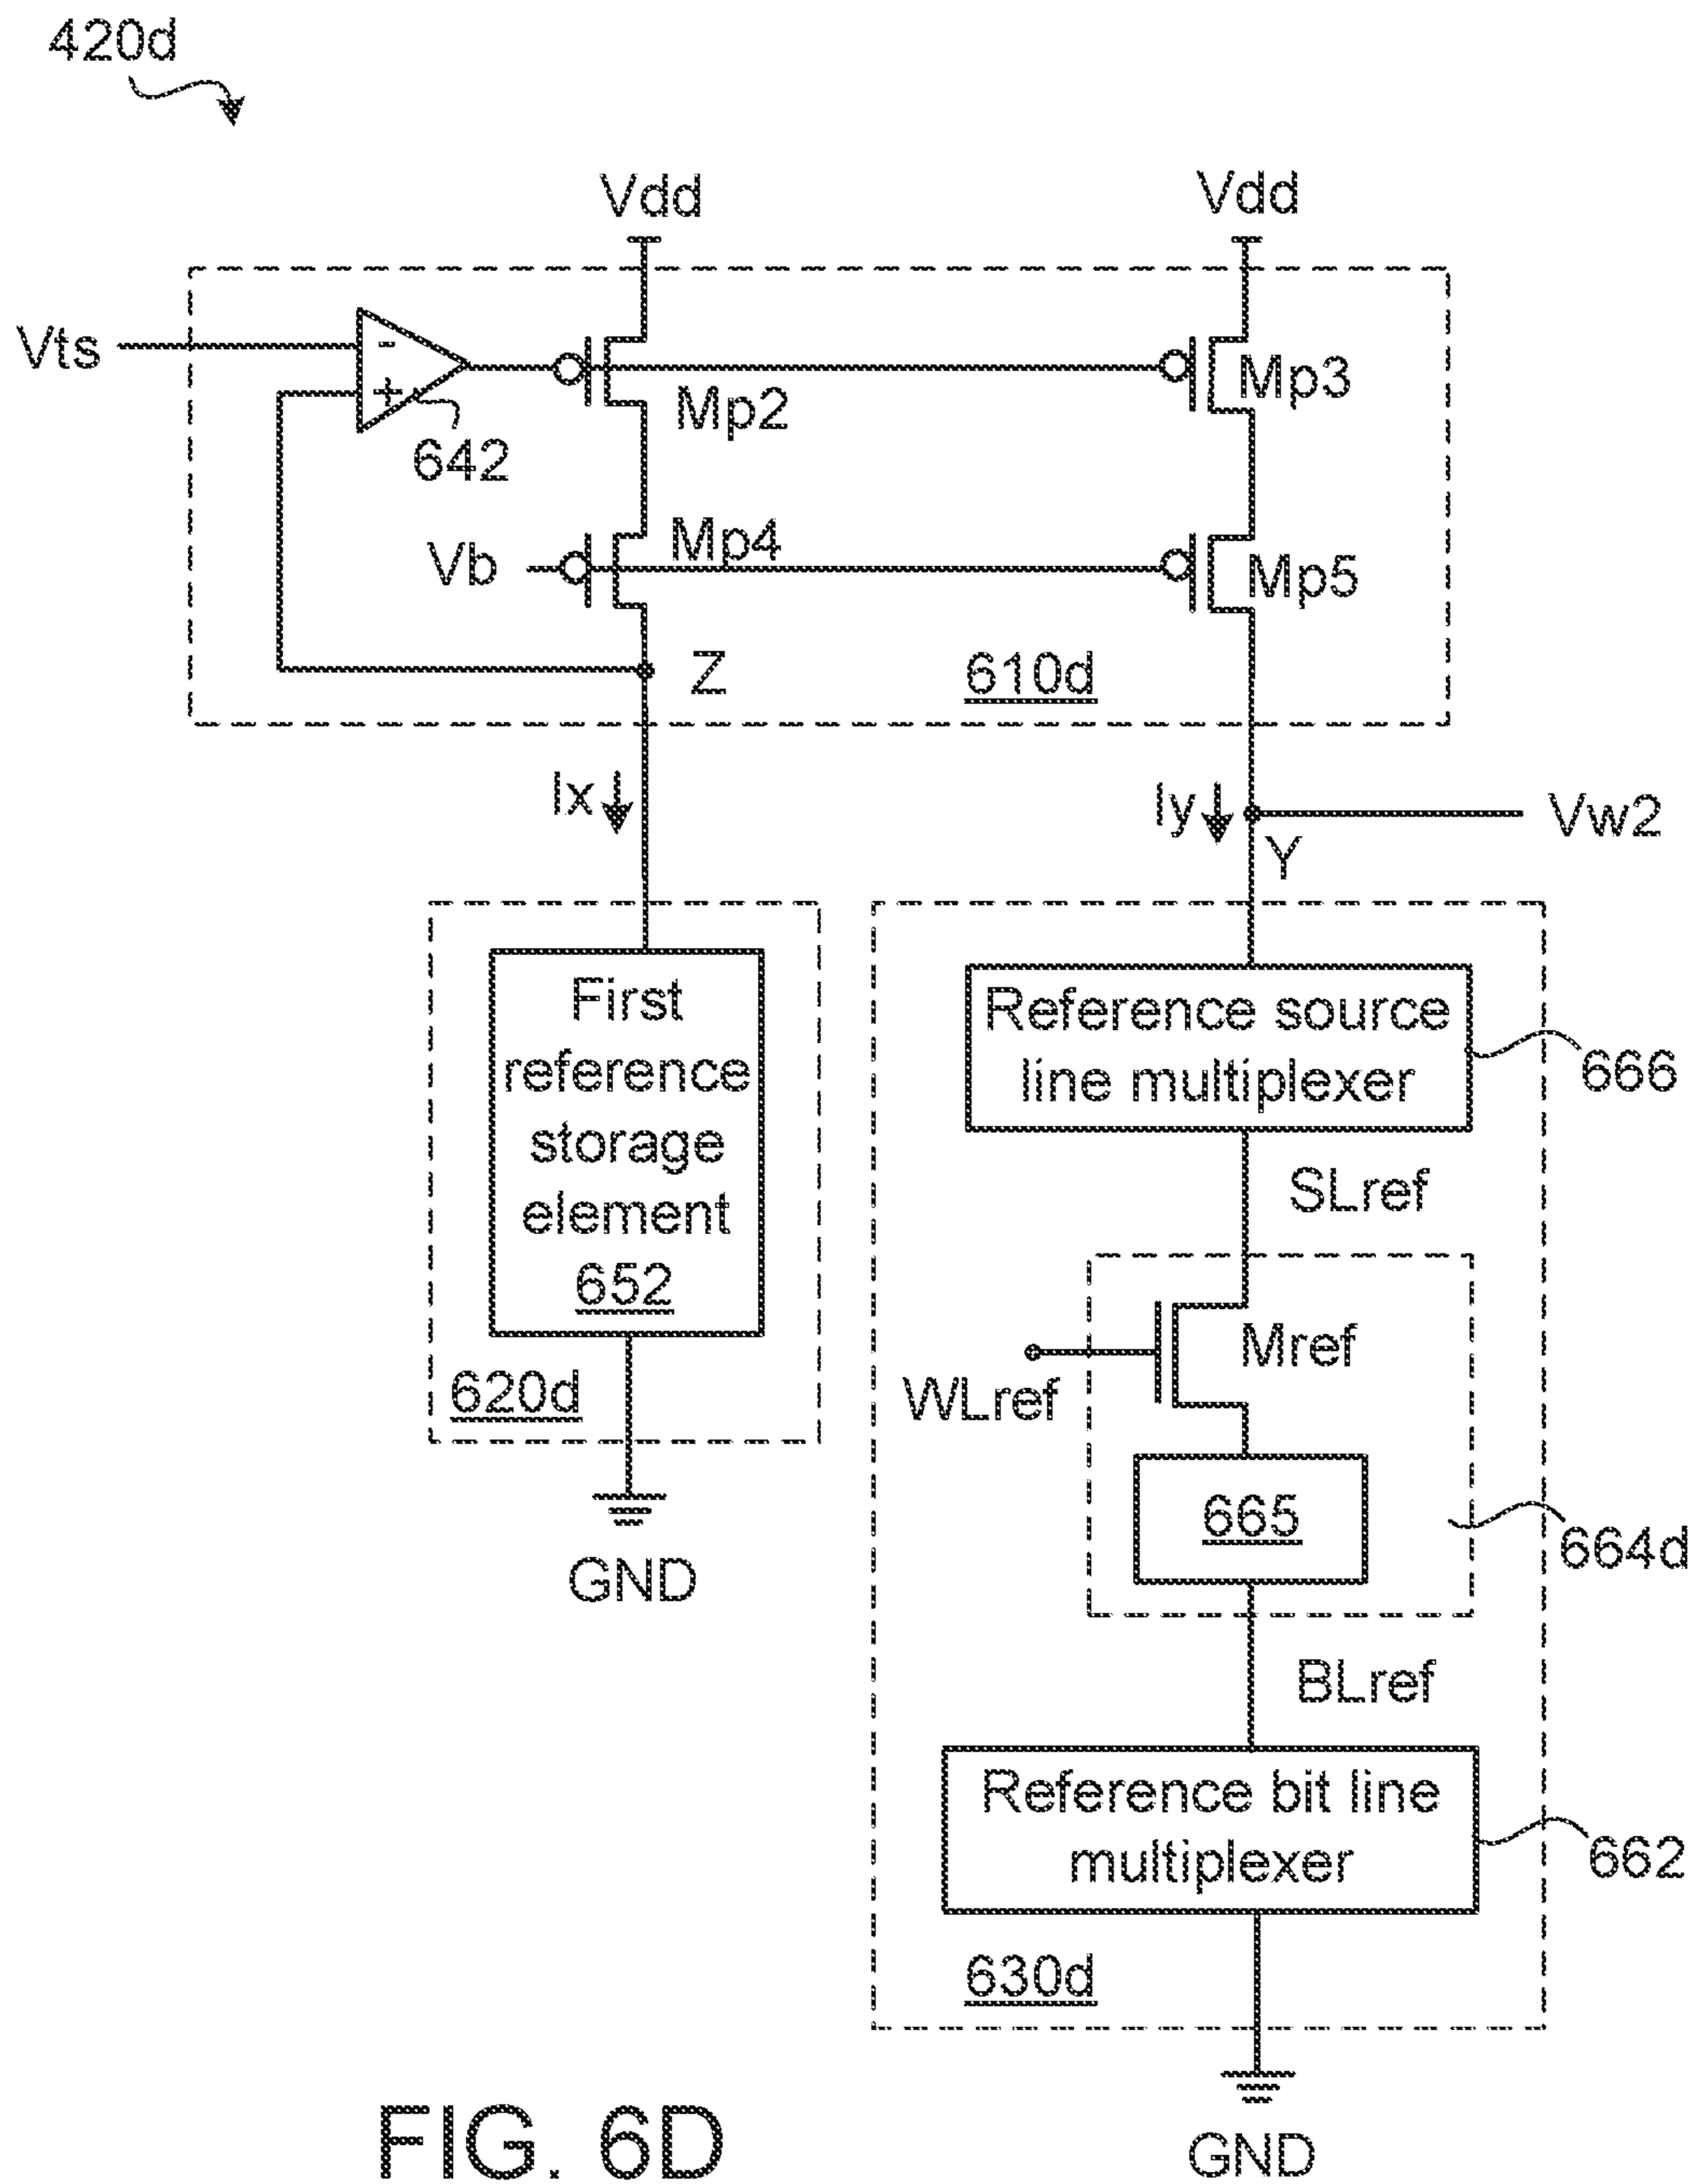 420d
Vdd
Vdd
Vts
-
+
642
Mp2
Mp3
Vb
Mp4
Mp5
Z
610d
Ix
Iy
Vw2
Y
First
reference
storage
element
652
620d
GND
Reference source
line multiplexer
666
SLref
Mref
WLref
665
664d
BLref
Reference bit line
multiplexer
662
630d
GND
FIG. 6D